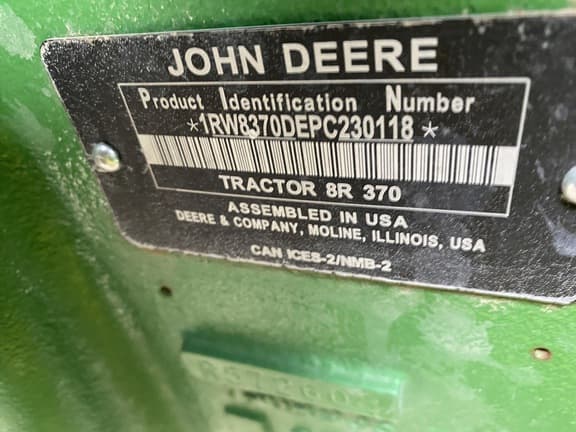 JOHN DEERE
Product Identification Number
*1RW8370DEPC230118*
TRACTOR 8R 370
ASSEMBLED IN USA
DEERE & COMPANY, MOLINE, ILLINOIS, USA
CAN ICES-2/NMB-2